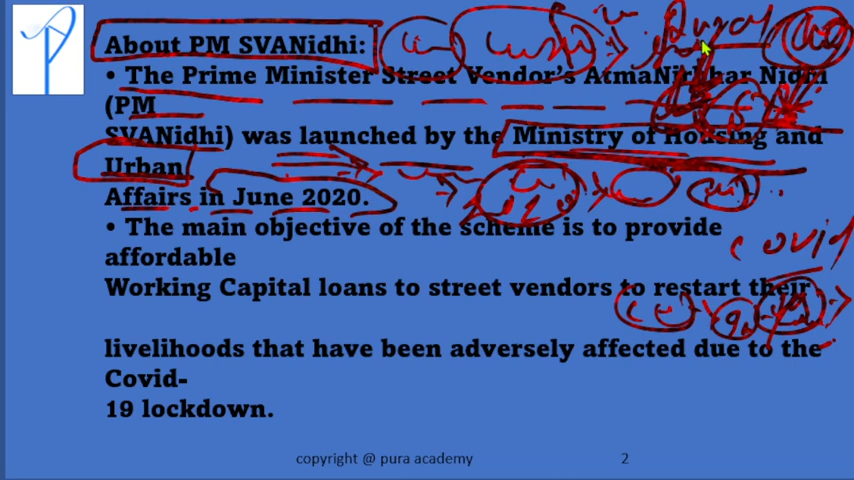 About PM SVANidhi:
• The Prime Minister Street Vendor's AtmaNirbhar Nidhi
(PM
SVANidhi) was launched by the Ministry of Housing and
Urban
Affairs in June 2020.
• The main objective of the scheme is to provide
affordable
covid
Working Capital loans to street vendors to restart their
livelihoods that have been adversely affected due to the
Covid-
19 lockdown.
copyright @ pura academy 2